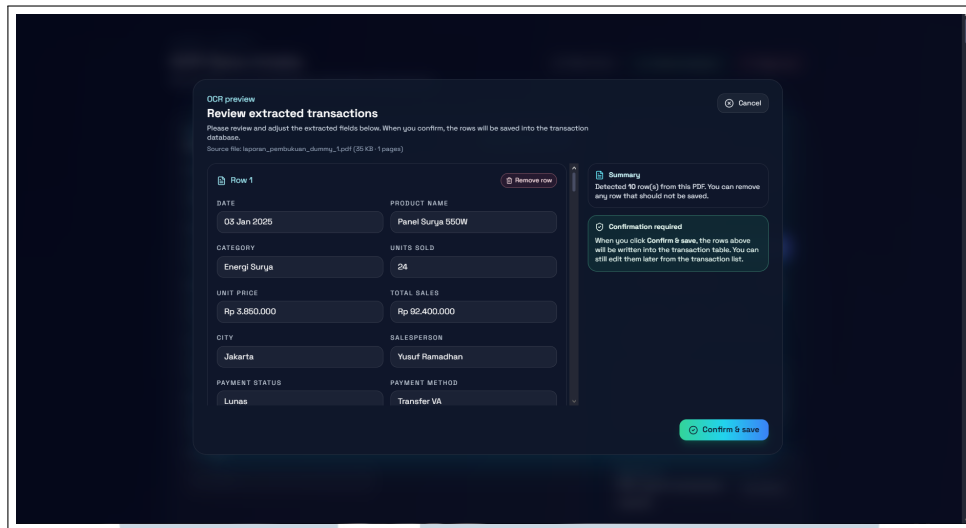 OCR preview
Review extracted transactions
Cancel
Please review and adjust the extracted fields below. When you confirm, the rows will be saved into the transaction
database.
Source file: laporan_pembukuan_dummy_1.pdf (35 KB · 1 pages)
Row 1
Remove row
DATE
PRODUCT NAME
03 Jan 2025
Panel Surya 550W
CATEGORY
UNITS SOLD
Energi Surya
24
UNIT PRICE
TOTAL SALES
Rp 3.850.000
Rp 92.400.000
CITY
SALESPERSON
Jakarta
Yusuf Ramadhan
PAYMENT STATUS
PAYMENT METHOD
Lunas
Transfer VA
Summary
Detected 10 row(s) from this PDF. You can remove
any row that should not be saved.
Confirmation required
When you click Confirm & save, the rows above
will be written into the transaction table. You can
still edit them later from the transaction list.
Confirm & save